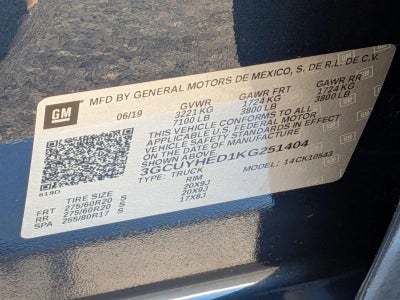 GM
MFD BY GENERAL MOTORS DE MEXICO, S. DE R.L. DE C.V.
06/19 GVWR GAWR FRT GAWR RR
3221 KG 1724 KG 1724 KG
7100 LB 3800 LB 3800 LB
THIS VEHICLE CONFORMS TO ALL
APPLICABLE U.S. FEDERAL MOTOR
VEHICLE SAFETY STANDARDS IN EFFECT
ON THE DATE OF MANUFACTURE
SHOWN ABOVE.
3GCUYHED1KG251404
TYPE: TRUCK MODEL: 14CK10543
TIRE SIZE RIM
FRT 275/60R20 S 20X9J
RR 275/60R20 S 20X9J
SPA 255/80R17 S 17X8J